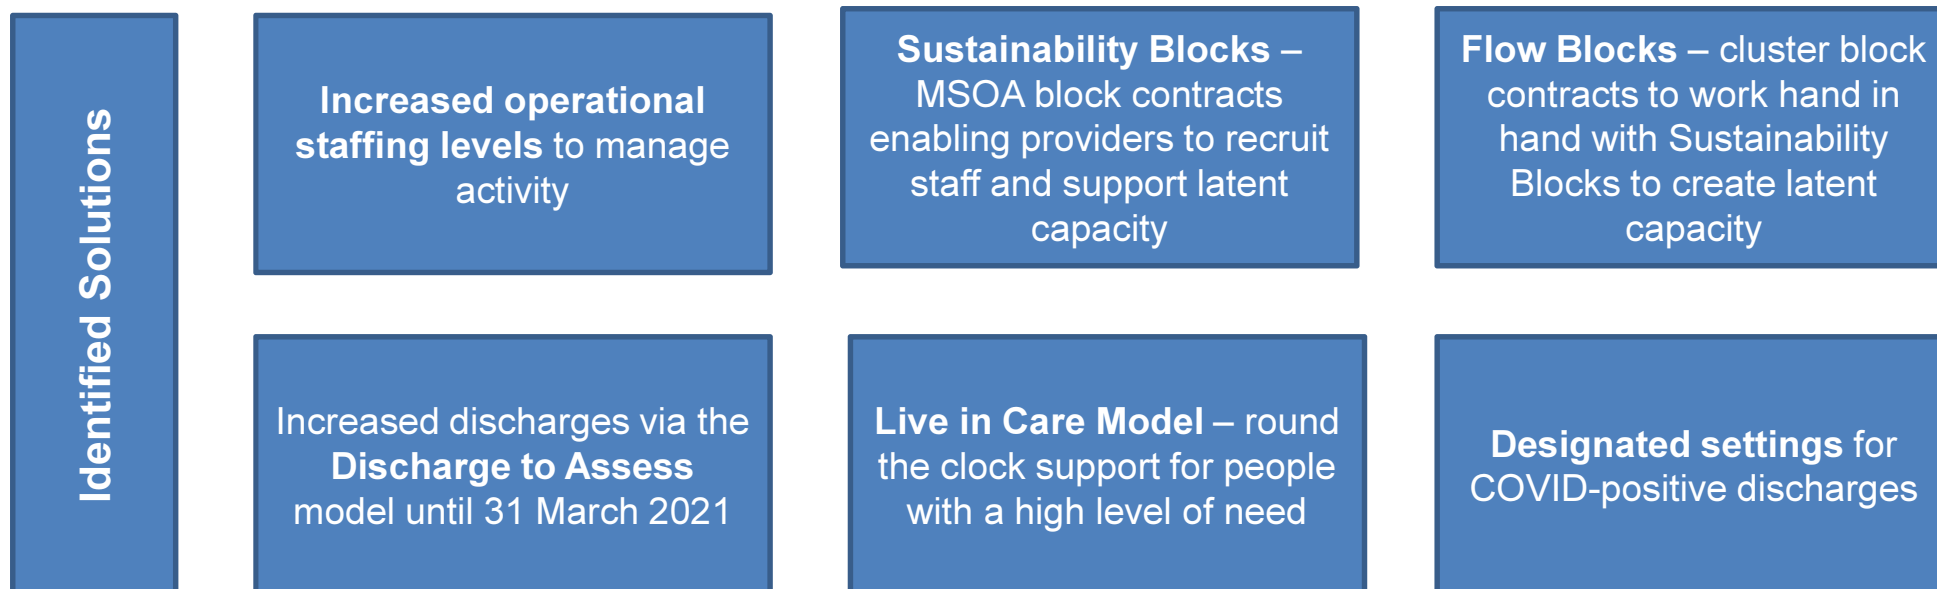 Identified Solutions
Increased operational
staffing levels to manage
activity
Sustainability Blocks –
MSOA block contracts
enabling providers to recruit
staff and support latent
capacity
Flow Blocks – cluster block
contracts to work hand in
hand with Sustainability
Blocks to create latent
capacity
Increased discharges via the
Discharge to Assess
model until 31 March 2021
Live in Care Model – round
the clock support for people
with a high level of need
Designated settings for
COVID-positive discharges